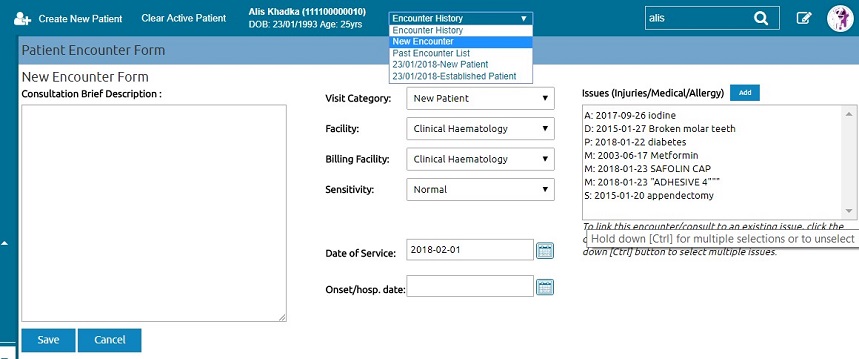 Create New Patient
Clear Active Patient
Alis Khadka (111100000010)
DOB: 23/01/1993 Age: 25yrs
Encounter History
Encounter History
New Encounter
Past Encounter List
23/01/2018-New Patient
23/01/2018-Established Patient
alis
Patient Encounter Form
New Encounter Form
Consultation Brief Description :
Visit Category:
New Patient
Facility:
Clinical Haematology
Billing Facility:
Clinical Haematology
Sensitivity:
Normal
Date of Service:
2018-02-01
Onset/hosp. date:
Issues (Injuries/Medical/Allergy)
Add
A: 2017-09-26 iodine
D: 2015-01-27 Broken molar teeth
P: 2018-01-22 diabetes
M: 2003-06-17 Metformin
M: 2018-01-23 SAFOLIN CAP
M: 2018-01-23 "ADHESIVE 4"""
S: 2015-01-20 appendectomy
To link this encounter/consult to an existing issue, click the
Hold down [Ctrl] for multiple selections or to unselect
down [Ctrl] button to select multiple issues.
Save
Cancel